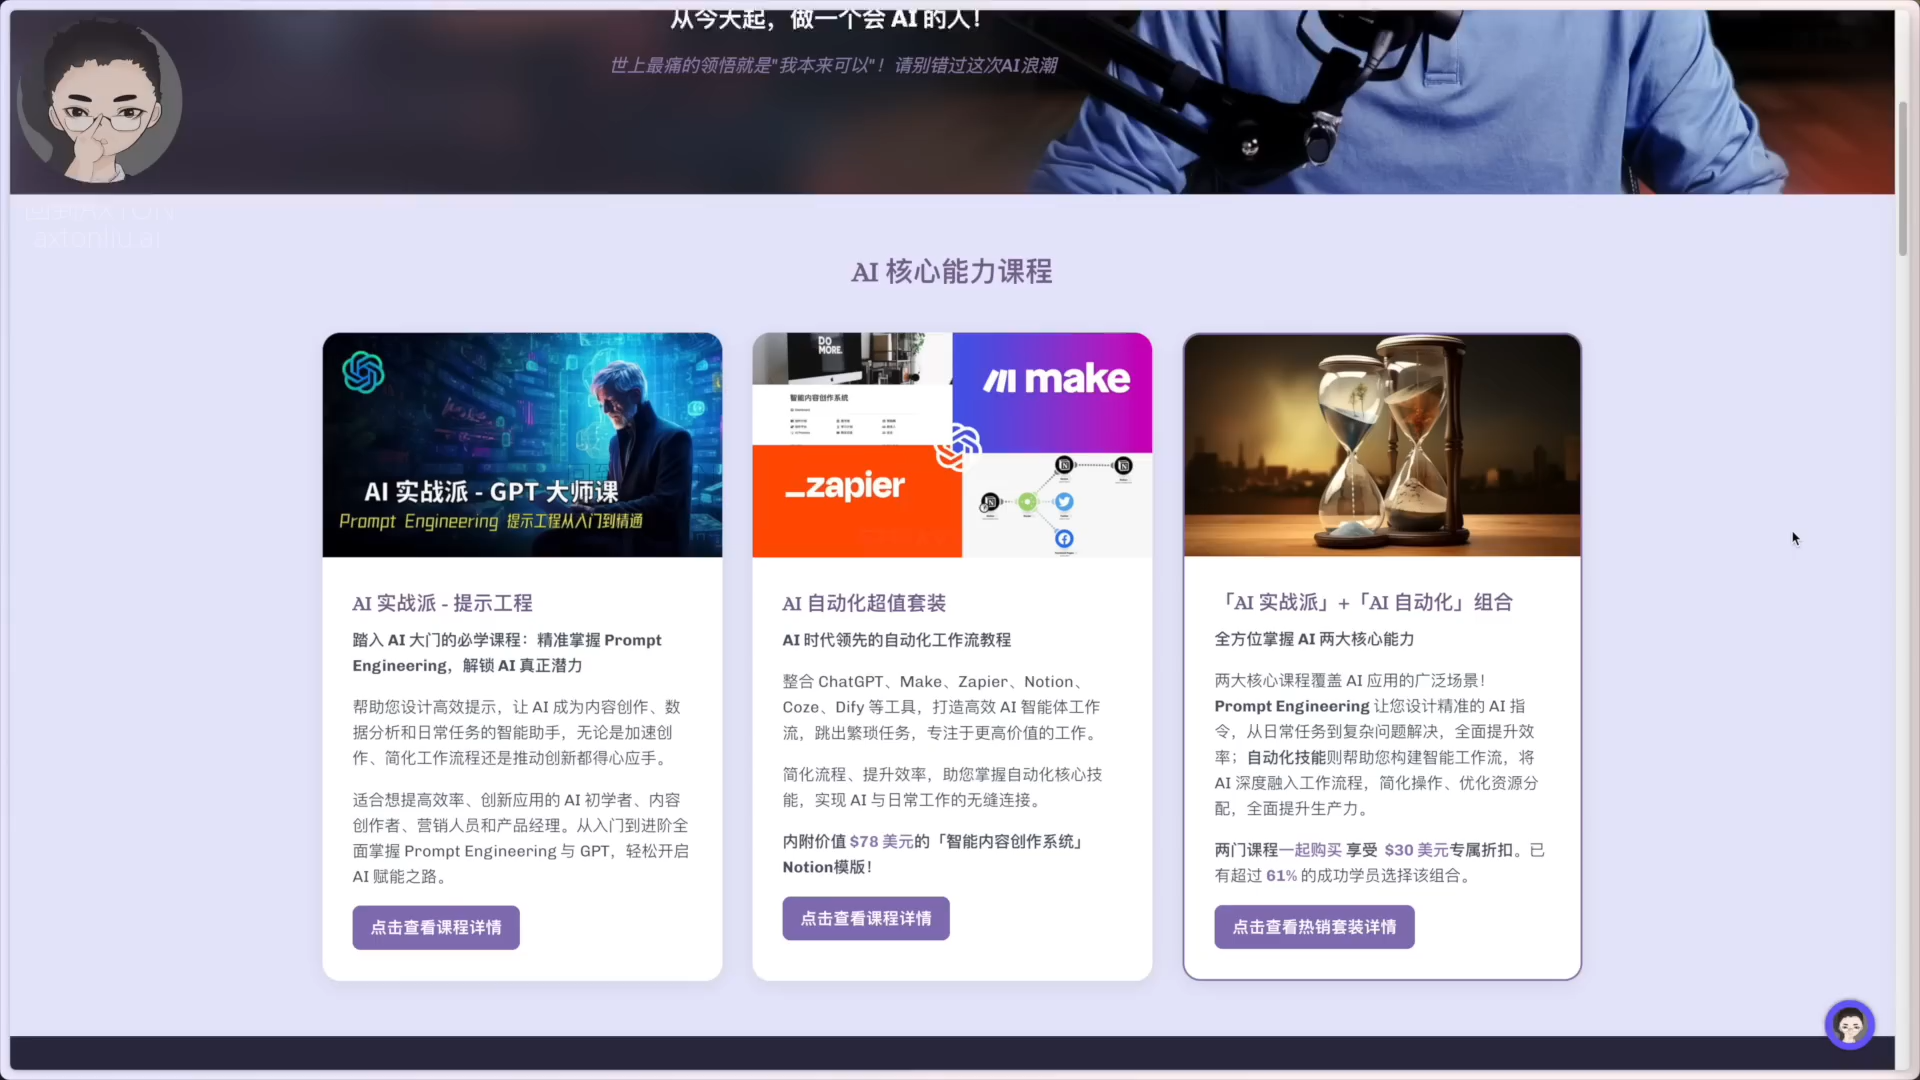 从今天起，做一个会 AI 的人！
世上最痛的领悟就是"我本来可以"！请别错过这次AI浪潮
axtonliu.ai
AI 核心能力课程
AI 实战派 - GPT 大师课
Prompt Engineering 提示工程从入门到精通
AI 实战派 - 提示工程
踏入 AI 大门的必学课程：精准掌握 Prompt
Engineering，解锁 AI 真正潜力
帮助您设计高效提示，让 AI 成为内容创作、数
据分析和日常任务的智能助手，无论是加速创
作、简化工作流程还是推动创新都得心应手。
适合想提高效率、创新应用的 AI 初学者、内容
创作者、营销人员和产品经理。从入门到进阶全
面掌握 Prompt Engineering 与 GPT，轻松开启
AI 赋能之路。
点击查看课程详情
DO
MORE.
智能内容创作系统
make
zapier
AI 自动化超值套装
AI 时代领先的自动化工作流教程
整合 ChatGPT、Make、Zapier、Notion、
Coze、Dify 等工具，打造高效 AI 智能体工作
流，跳出繁琐任务，专注于更高价值的工作。
简化流程、提升效率，助您掌握自动化核心技
能，实现 AI 与日常工作的无缝连接。
内附价值 $78 美元的「智能内容创作系统」
Notion模版！
点击查看课程详情
「AI 实战派」+「AI 自动化」组合
全方位掌握 AI 两大核心能力
两大核心课程覆盖 AI 应用的广泛场景！
Prompt Engineering 让您设计精准的 AI 指
令，从日常任务到复杂问题解决，全面提升效
率；自动化技能则帮助您构建智能工作流，将
AI 深度融入工作流程，简化操作、优化资源分
配，全面提升生产力。
两门课程一起购买 享受 $30 美元专属折扣。已
有超过 61% 的成功学员选择该组合。
点击查看热销套装详情